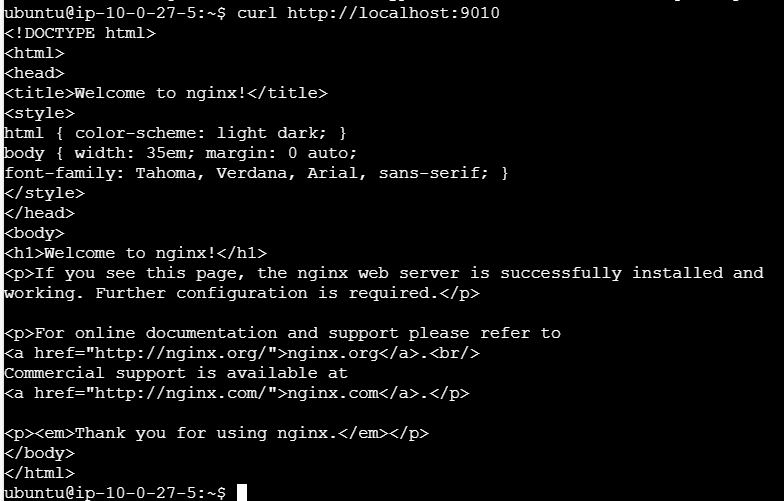 ubuntu@ip-10-0-27-5:~$ curl http://localhost:9010
<!DOCTYPE html>
<html>
<head>
<title>Welcome to nginx!</title>
<style>
html { color-scheme: light dark; }
body { width: 35em; margin: 0 auto;
font-family: Tahoma, Verdana, Arial, sans-serif; }
</style>
</head>
<body>
<h1>Welcome to nginx!</h1>
<p>If you see this page, the nginx web server is successfully installed and
working. Further configuration is required.</p>

<p>For online documentation and support please refer to
<a href="http://nginx.org/">nginx.org</a>.<br/>
Commercial support is available at
<a href="http://nginx.com/">nginx.com</a>.</p>

<p><em>Thank you for using nginx.</em></p>
</body>
</html>
ubuntu@ip-10-0-27-5:~$